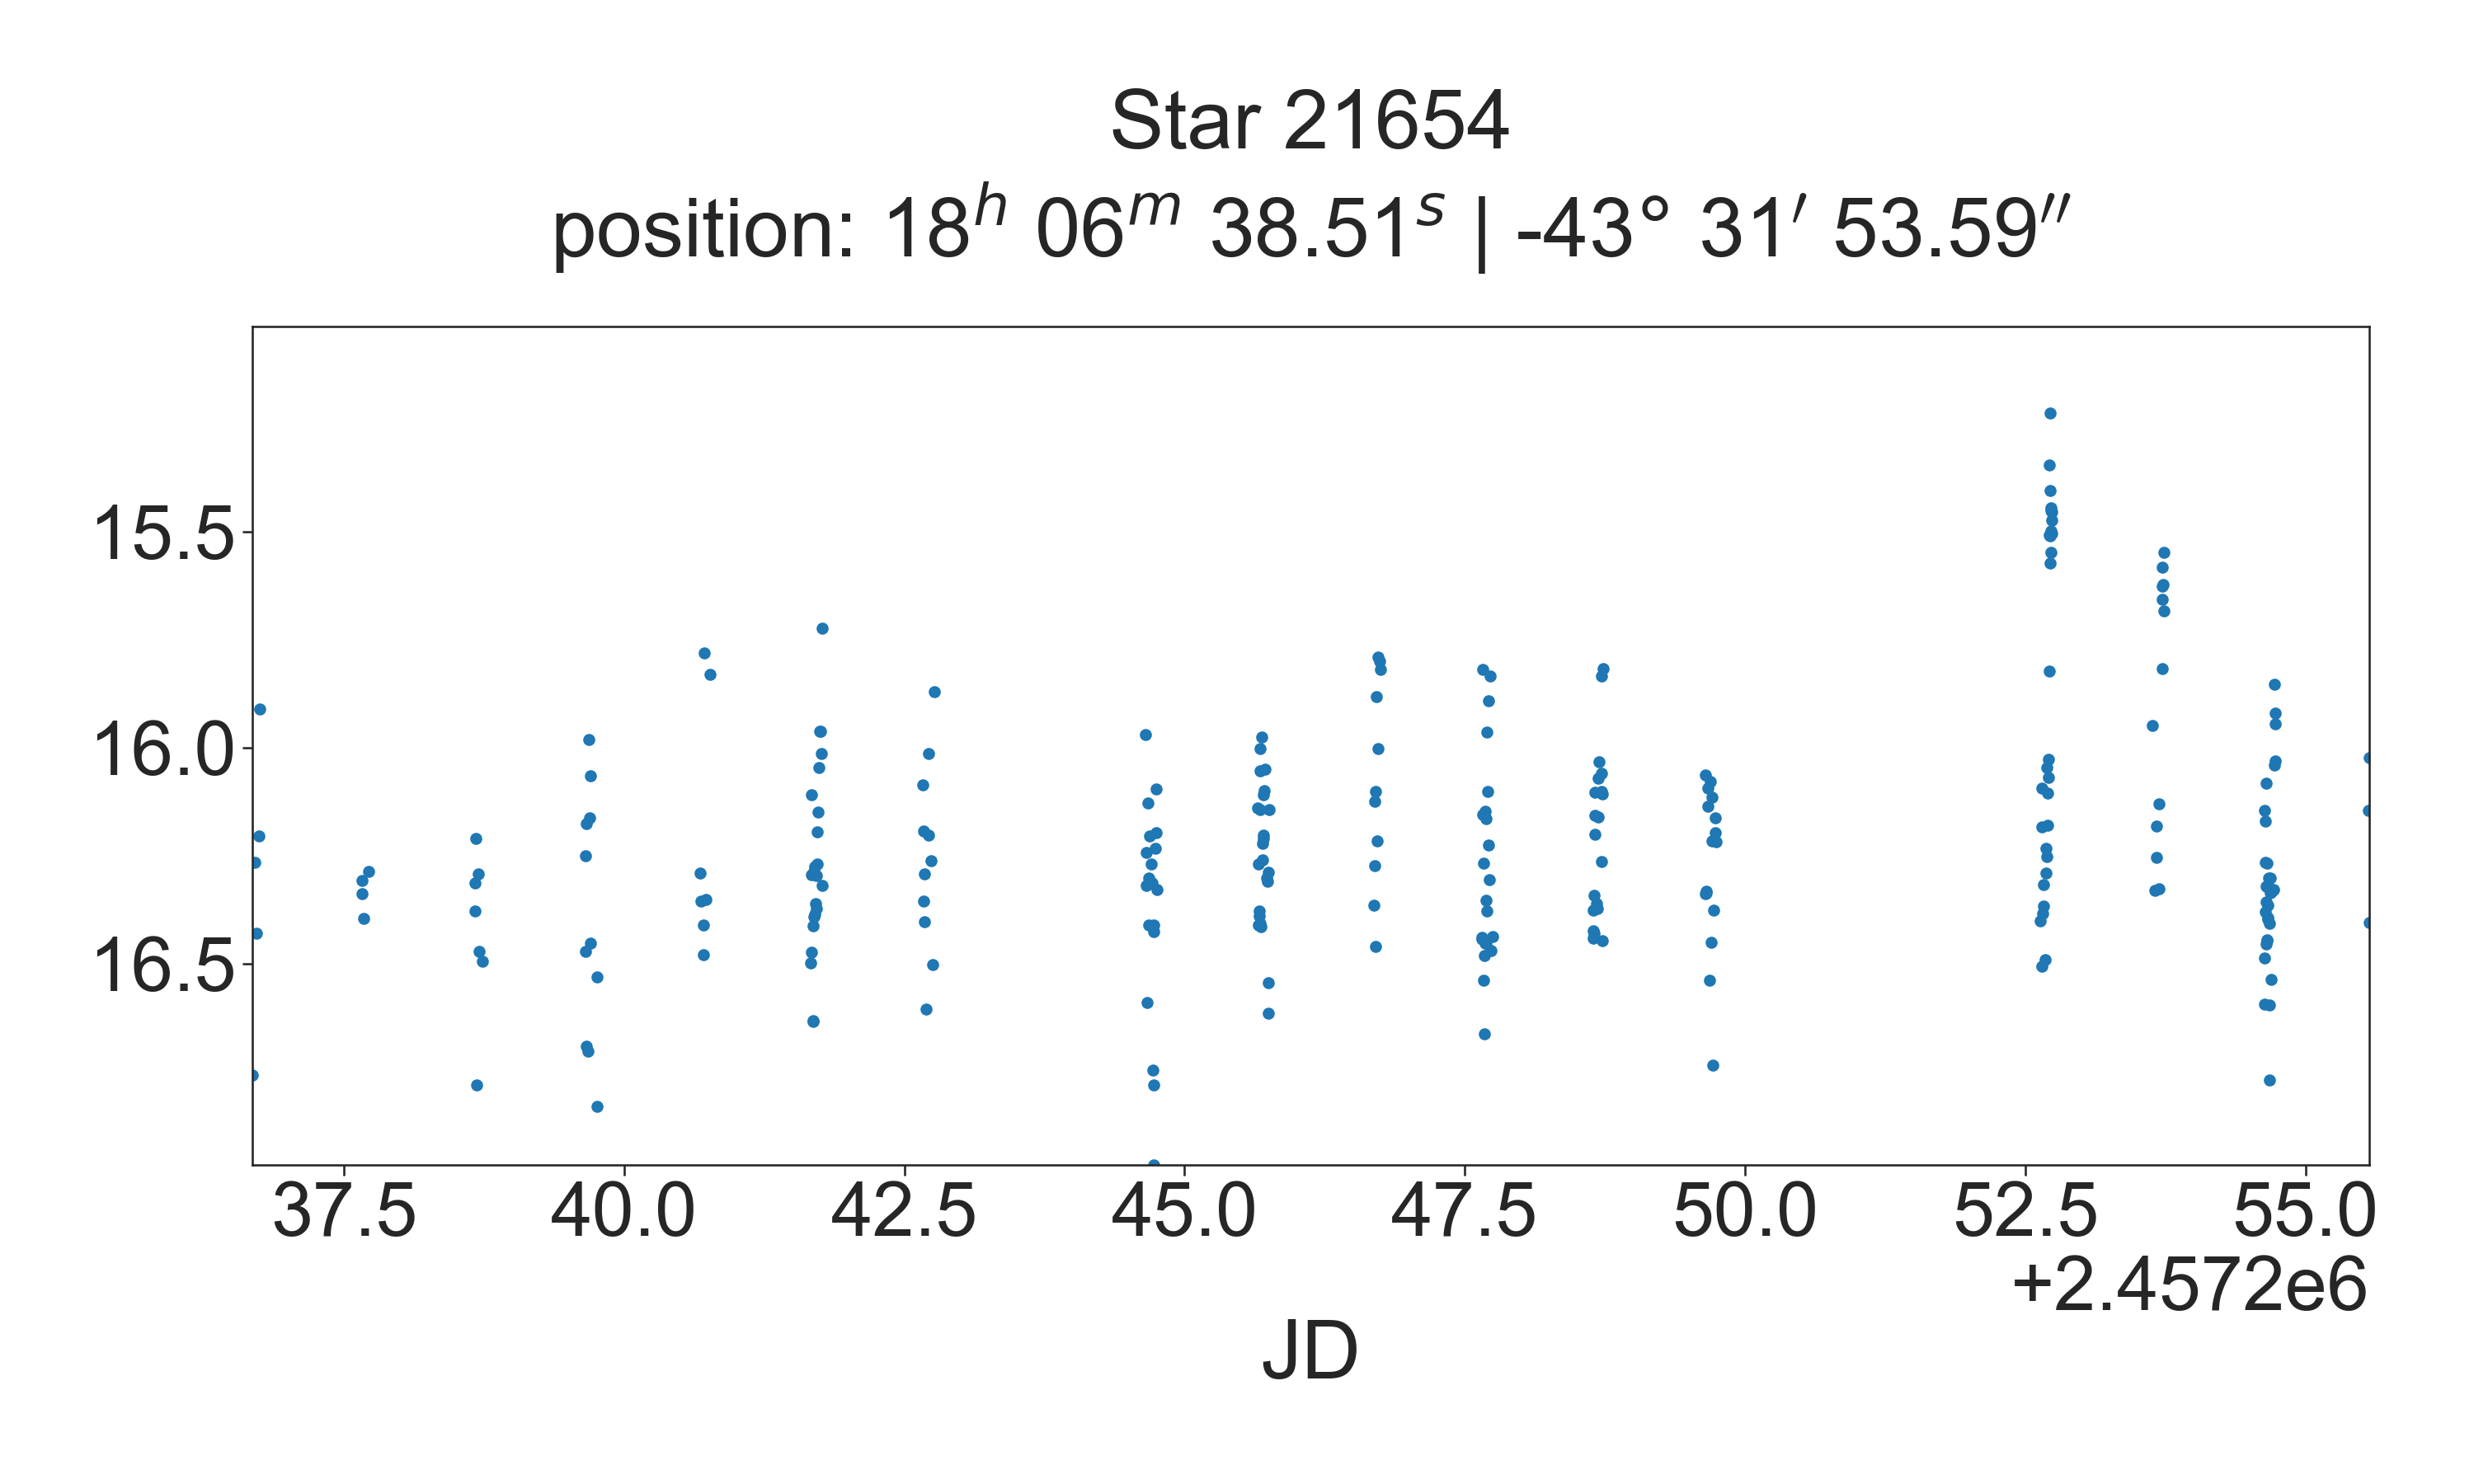 Star 21654
position: 18ʰ 06ᵐ 38.51ˢ | -43° 31′ 53.59′′
15.5
16.0
16.5
37.5 40.0 42.5 45.0 47.5 50.0 52.5 55.0
+2.4572e6
JD